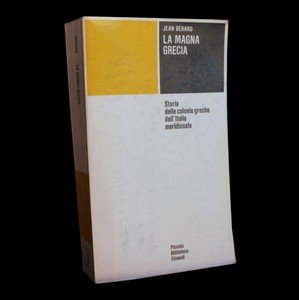 JEAN BÉRARD
LA MAGNA
GRECIA
Storia
delle colonie greche
dell'Italia
meridionale
Piccola
Biblioteca
Einaudi